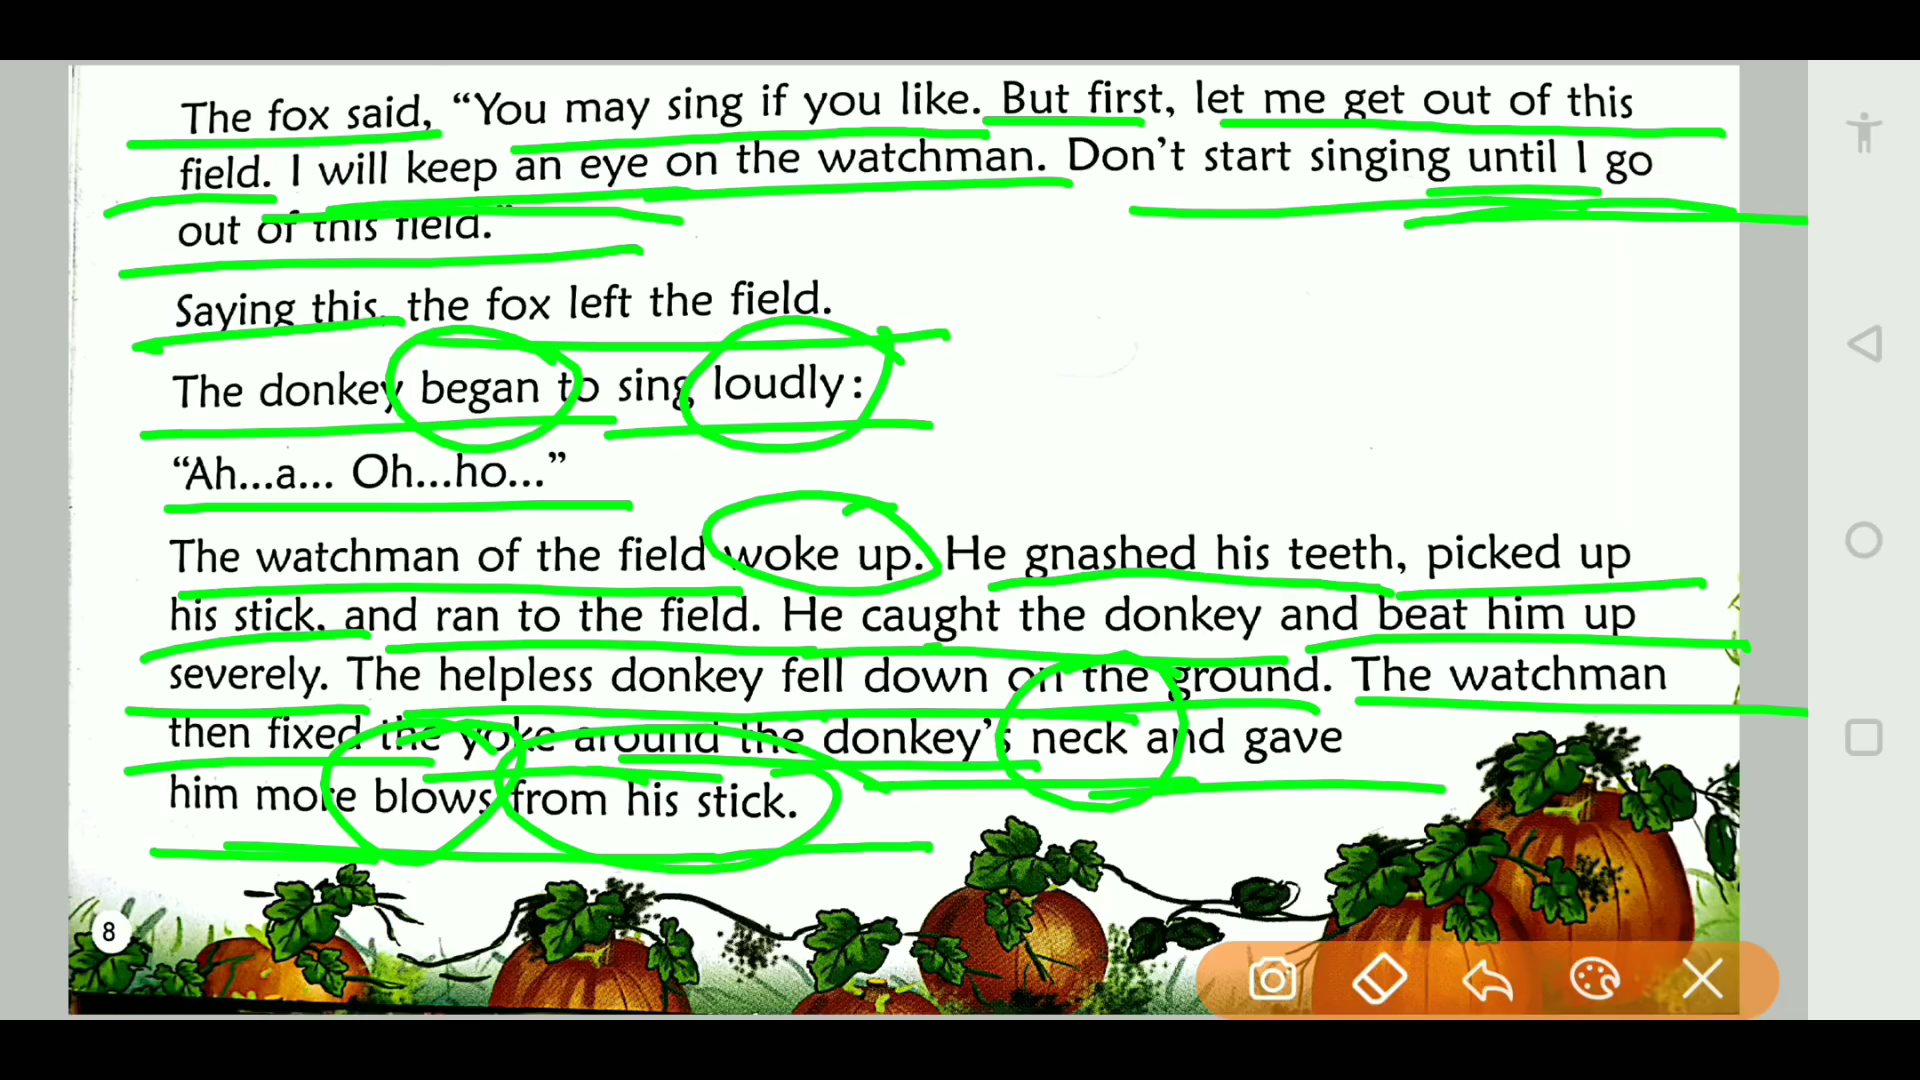 The fox said, “You may sing if you like. But first, let me get out of this
field. I will keep an eye on the watchman. Don’t start singing until I go
out of this field.”
Saying this, the fox left the field.
The donkey began to sing loudly:
“Ah...a... Oh...ho...”
The watchman of the field woke up. He gnashed his teeth, picked up
his stick, and ran to the field. He caught the donkey and beat him up
severely. The helpless donkey fell down on the ground. The watchman
then fixed the yoke around the donkey’s neck and gave
him more blows from his stick.
8